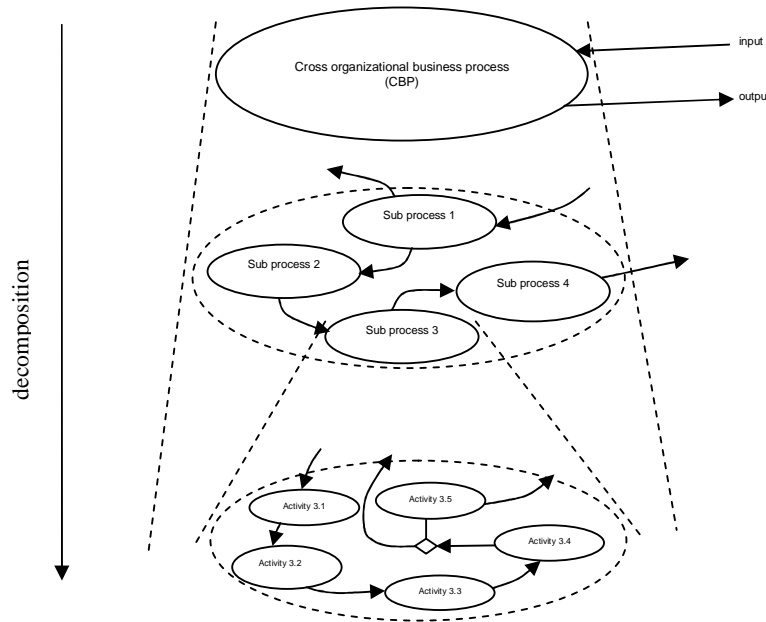 input
Cross organizational business process
(CBP)
output
Sub process 1
Sub process 2
Sub process 4
Sub process 3
decomposition
Activity 3.1
Activity 3.5
Activity 3.4
Activity 3.2
Activity 3.3